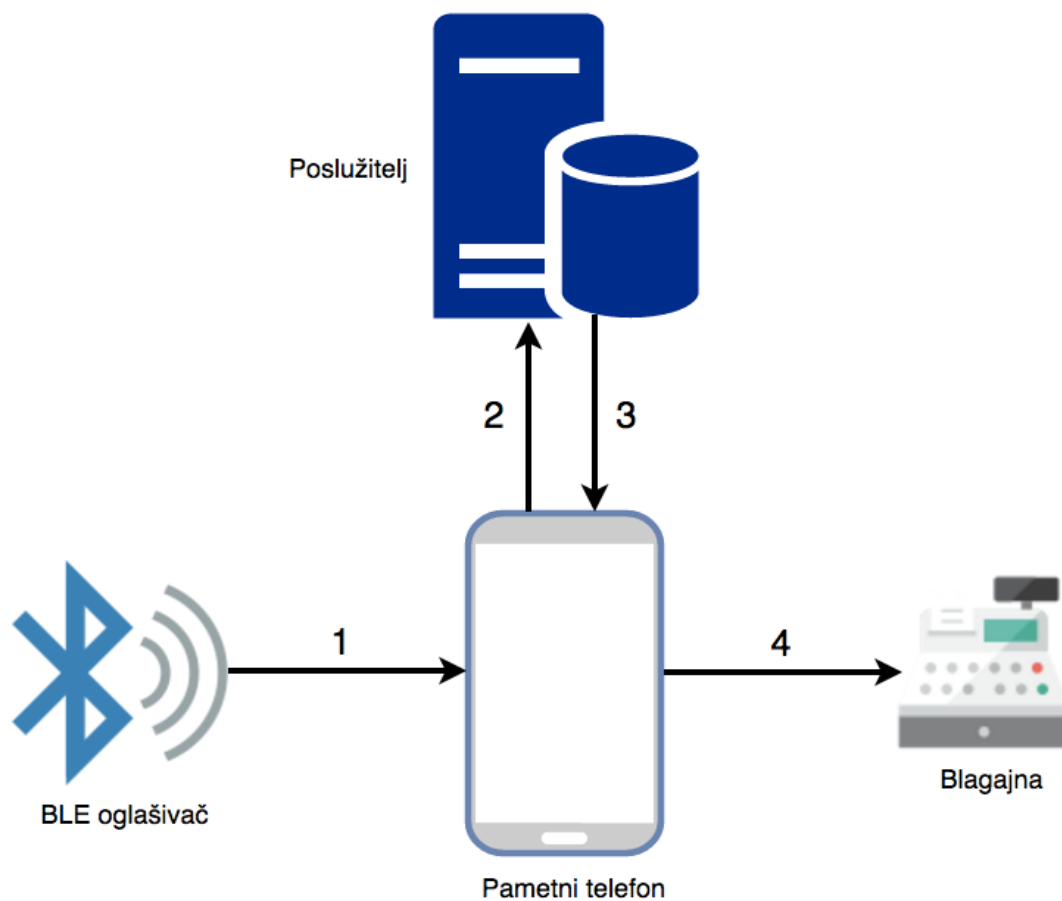 Poslužitelj
2
3
1
4
BLE oglašivač
Blagajna
Pametni telefon